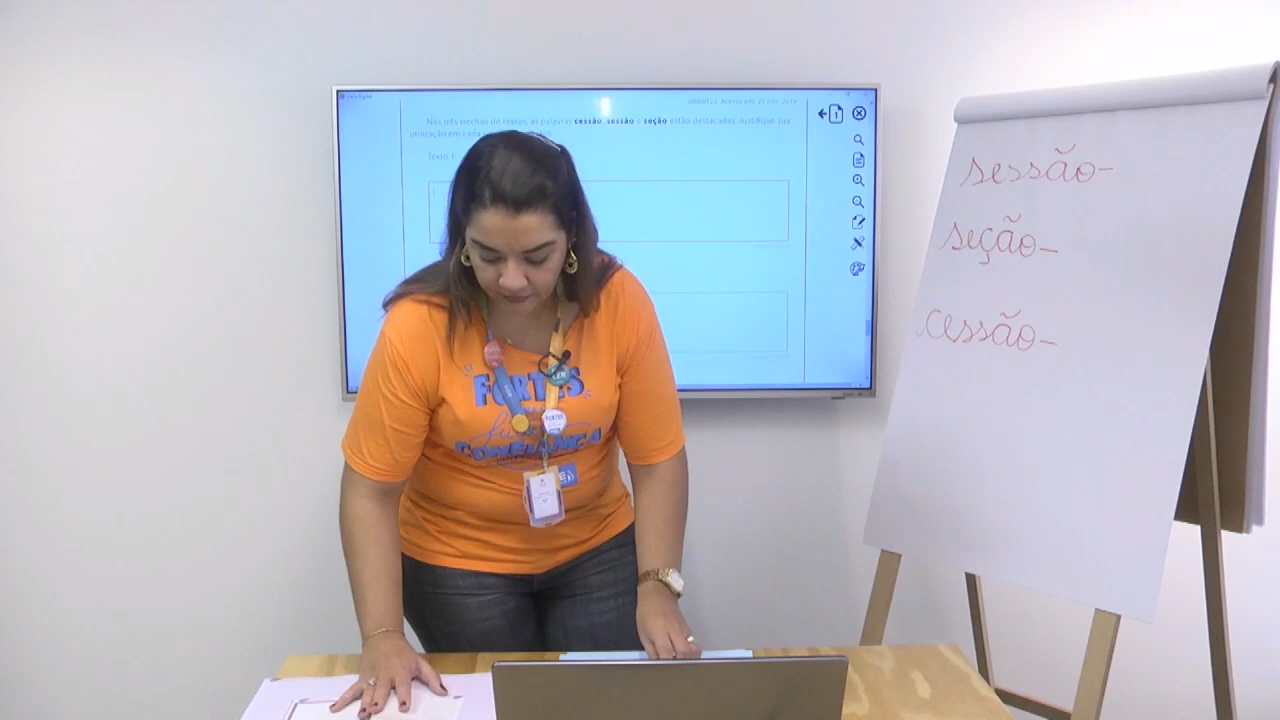 Nos três trechos de textos, as palavras cessão, sessão e seção estão destacadas. Justifique sua
utilização em cada
Texto 1:
sessão-
seção-
cessão-
FORTES
CONFIANÇA
LER